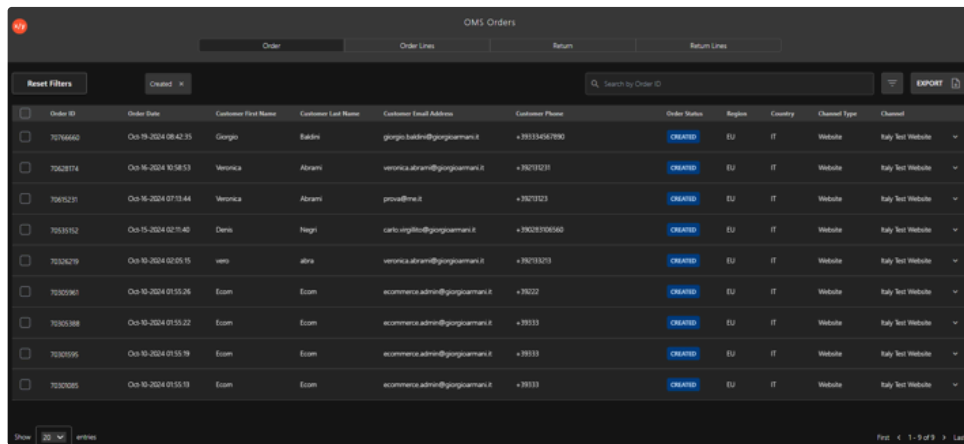 OMS Orders
Order Order Lines Return Return Lines
Reset Filters Created × Search by Order ID EXPORT
Order ID Order Date Customer First Name Customer Last Name Customer Email Address Customer Phone Order Status Region Country Channel Type Channel
70766660 Oct-19-2024 08:42:35 Giorgio Baldini giorgio.baldini@giorgioarmani.it +393334567890 CREATED EU IT Website Italy Test Website
70628174 Oct-16-2024 10:58:53 Veronica Abrami veronica.abrami@giorgioarmani.it +392131231 CREATED EU IT Website Italy Test Website
70615231 Oct-16-2024 07:13:44 Veronica Abrami prova@me.it +39213123 CREATED EU IT Website Italy Test Website
70535152 Oct-15-2024 02:11:40 Denis Negri carlo.virgillito@giorgioarmani.it +390283106560 CREATED EU IT Website Italy Test Website
70326219 Oct-10-2024 02:05:15 vero abra veronica.abrami@giorgioarmani.it +392133213 CREATED EU IT Website Italy Test Website
70305961 Oct-10-2024 01:55:26 Ecom Ecom ecommerce.admin@giorgioarmani.it +39222 CREATED EU IT Website Italy Test Website
70305388 Oct-10-2024 01:55:22 Ecom Ecom ecommerce.admin@giorgioarmani.it +39333 CREATED EU IT Website Italy Test Website
70301595 Oct-10-2024 01:55:19 Ecom Ecom ecommerce.admin@giorgioarmani.it +39333 CREATED EU IT Website Italy Test Website
70301085 Oct-10-2024 01:55:13 Ecom Ecom ecommerce.admin@giorgioarmani.it +39333 CREATED EU IT Website Italy Test Website
Show 20 entries First < 1 - 9 of 9 >